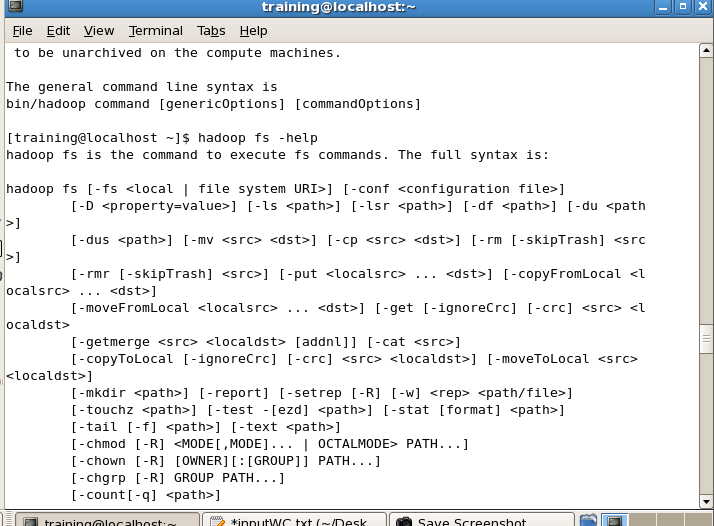 training@localhost:~
File Edit View Terminal Tabs Help
to be unarchived on the compute machines.
The general command line syntax is
bin/hadoop command [genericOptions] [commandOptions]
[training@localhost ~]$ hadoop fs -help
hadoop fs is the command to execute fs commands. The full syntax is:
hadoop fs [-fs <local | file system URI>] [-conf <configuration file>]
[-D <property=value>] [-ls <path>] [-lsr <path>] [-df <path>] [-du <path
>]
[-dus <path>] [-mv <src> <dst>] [-cp <src> <dst>] [-rm [-skipTrash] <src
>]
[-rmr [-skipTrash] <src>] [-put <localsrc> ... <dst>] [-copyFromLocal <l
ocalsrc> ... <dst>]
[-moveFromLocal <localsrc> ... <dst>] [-get [-ignoreCrc] [-crc] <src> <l
ocaldst>
[-getmerge <src> <localdst> [addnl]] [-cat <src>]
[-copyToLocal [-ignoreCrc] [-crc] <src> <localdst>] [-moveToLocal <src>
<localdst>]
[-mkdir <path>] [-report] [-setrep [-R] [-w] <rep> <path/file>]
[-touchz <path>] [-test -[ezd] <path>] [-stat [format] <path>]
[-tail [-f] <path>] [-text <path>]
[-chmod [-R] <MODE[,MODE]... | OCTALMODE> PATH...]
[-chown [-R] [OWNER][:[GROUP]] PATH...]
[-chgrp [-R] GROUP PATH...]
[-count[-q] <path>]
training@localhost:~ *inputWC.txt (~/Desk Save Screenshot